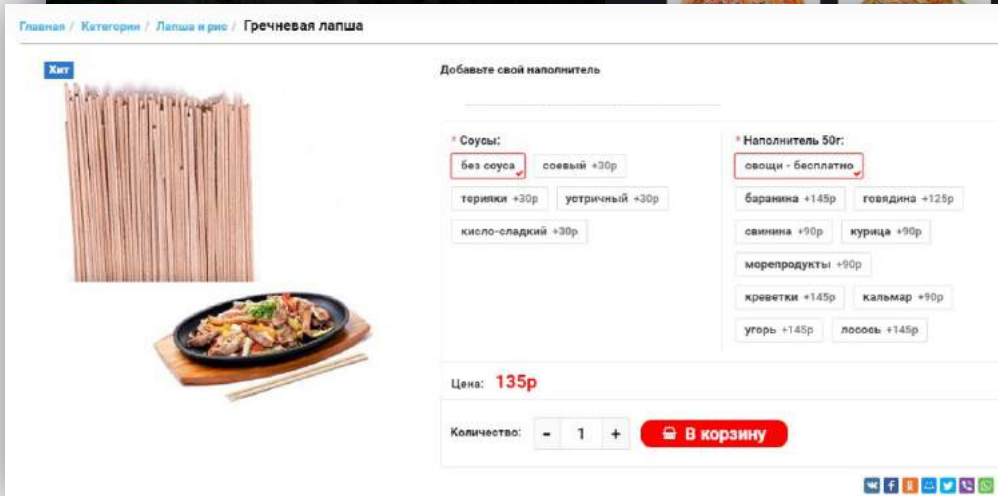 Главная / Категории / Лапша и рис / Гречневая лапша
Хит
Добавьте свой наполнитель
* Соусы:
без соуса соевый +30р
терияки +30р устричный +30р
кисло-сладкий +30р
* Наполнитель 50г:
овощи - бесплатно
баранина +145р говядина +125р
свинина +90р курица +90р
морепродукты +90р
креветки +145р кальмар +90р
угорь +145р лосось +145р
Цена: 135р
Количество: - 1 + В корзину